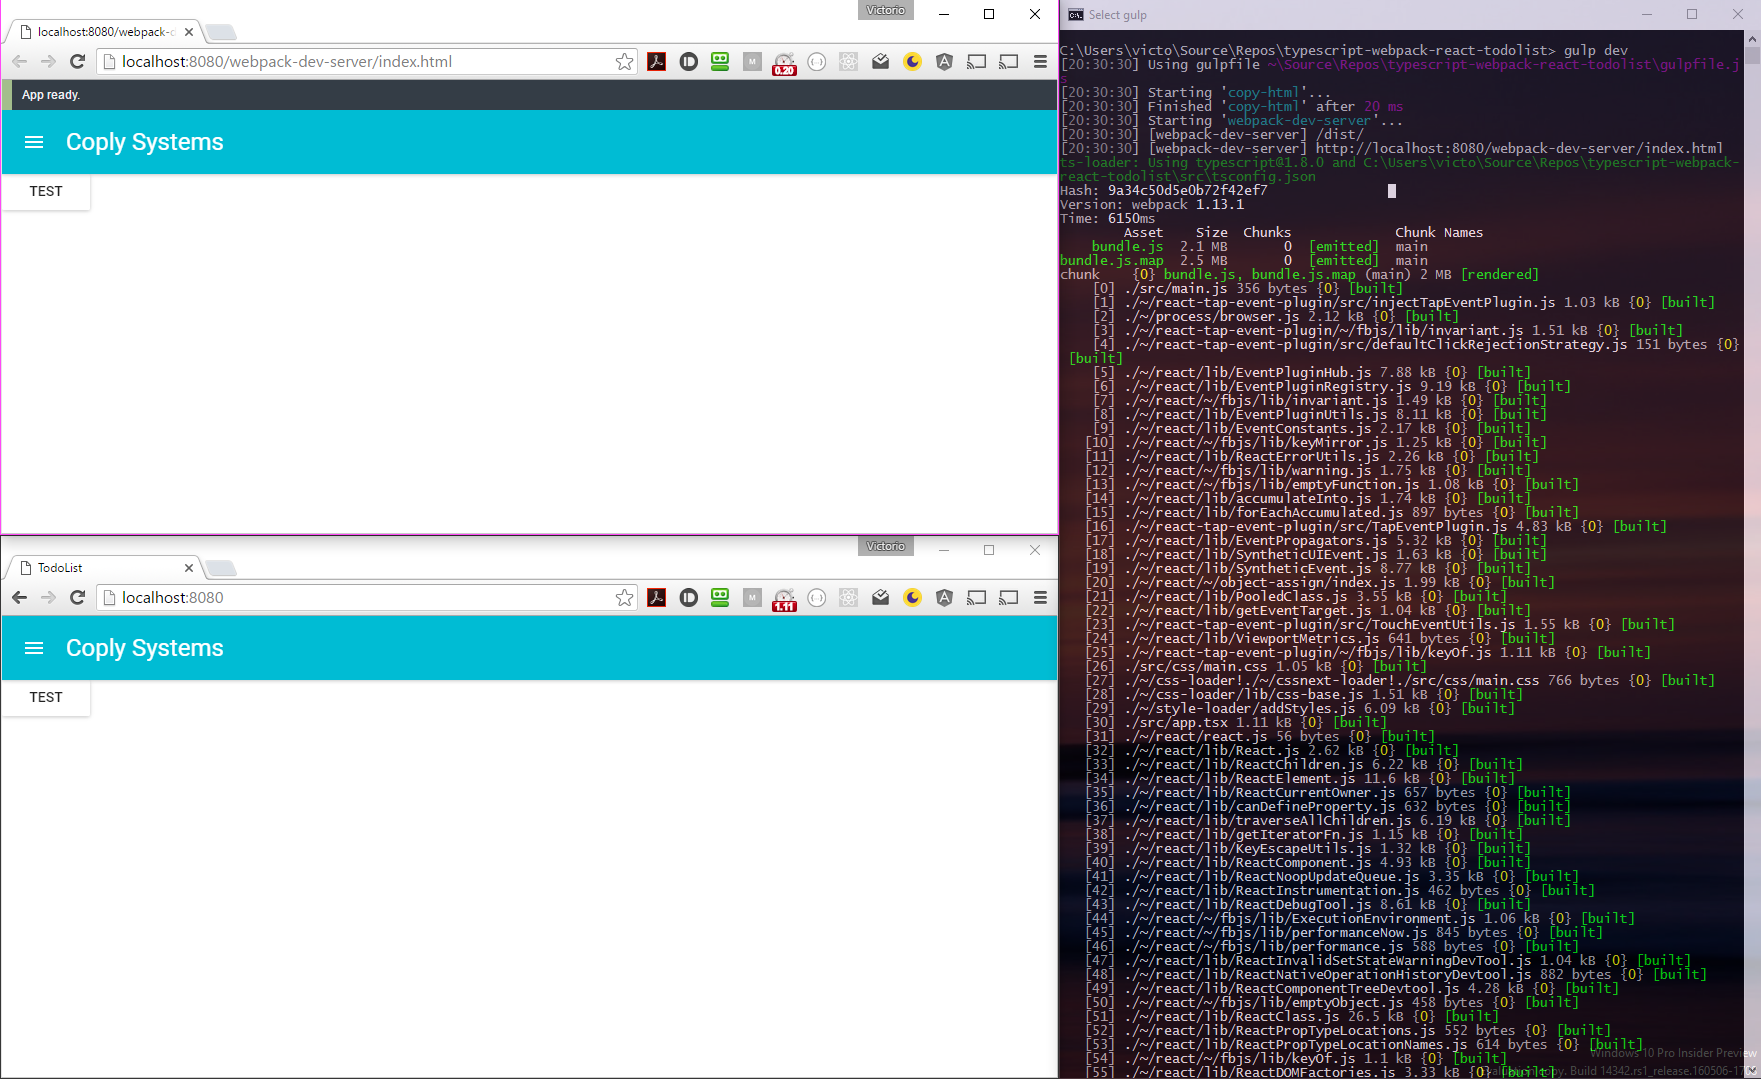 Victorio
localhost:8080/webpack-d
localhost:8080/webpack-dev-server/index.html
0.20
App ready.
Coply Systems
TEST
Victorio
TodoList
localhost:8080
1.11
Coply Systems
TEST
Select gulp
C:\Users\victo\Source\Repos\typescript-webpack-react-todolist> gulp dev
[20:30:30] Using gulpfile ~\Source\Repos\typescript-webpack-react-todolist\gulpfile.j
s
[20:30:30] Starting 'copy-html'...
[20:30:30] Finished 'copy-html' after 20 ms
[20:30:30] Starting 'webpack-dev-server'...
[20:30:30] [webpack-dev-server] /dist/
[20:30:30] [webpack-dev-server] http://localhost:8080/webpack-dev-server/index.html
ts-loader: Using typescript@1.8.0 and C:\Users\victo\Source\Repos\typescript-webpack-
react-todolist\src\tsconfig.json
Hash: 9a34c50d5e0b72f42ef7
Version: webpack 1.13.1
Time: 6150ms
Asset Size Chunks Chunk Names
bundle.js 2.1 MB 0 [emitted] main
bundle.js.map 2.5 MB 0 [emitted] main
chunk {0} bundle.js, bundle.js.map (main) 2 MB [rendered]
[0] ./src/main.js 356 bytes {0} [built]
[1] ./~/react-tap-event-plugin/src/injectTapEventPlugin.js 1.03 kB {0} [built]
[2] ./~/process/browser.js 2.12 kB {0} [built]
[3] ./~/react-tap-event-plugin/~/fbjs/lib/invariant.js 1.51 kB {0} [built]
[4] ./~/react-tap-event-plugin/src/defaultClickRejectionStrategy.js 151 bytes {0}
[built]
[5] ./~/react/lib/EventPluginHub.js 7.88 kB {0} [built]
[6] ./~/react/lib/EventPluginRegistry.js 9.19 kB {0} [built]
[7] ./~/react/~/fbjs/lib/invariant.js 1.49 kB {0} [built]
[8] ./~/react/lib/EventPluginUtils.js 8.11 kB {0} [built]
[9] ./~/react/lib/EventConstants.js 2.17 kB {0} [built]
[10] ./~/react/~/fbjs/lib/keyMirror.js 1.25 kB {0} [built]
[11] ./~/react/lib/ReactErrorUtils.js 2.26 kB {0} [built]
[12] ./~/react/~/fbjs/lib/warning.js 1.75 kB {0} [built]
[13] ./~/react/~/fbjs/lib/emptyFunction.js 1.08 kB {0} [built]
[14] ./~/react/lib/accumulateInto.js 1.74 kB {0} [built]
[15] ./~/react/lib/forEachAccumulated.js 897 bytes {0} [built]
[16] ./~/react-tap-event-plugin/src/TapEventPlugin.js 4.83 kB {0} [built]
[17] ./~/react/lib/EventPropagators.js 5.32 kB {0} [built]
[18] ./~/react/lib/SyntheticUIEvent.js 1.63 kB {0} [built]
[19] ./~/react/lib/SyntheticEvent.js 8.77 kB {0} [built]
[20] ./~/react/~/object-assign/index.js 1.99 kB {0} [built]
[21] ./~/react/lib/PooledClass.js 3.55 kB {0} [built]
[22] ./~/react/lib/getEventTarget.js 1.04 kB {0} [built]
[23] ./~/react-tap-event-plugin/src/TouchEventUtils.js 1.55 kB {0} [built]
[24] ./~/react/lib/ViewportMetrics.js 641 bytes {0} [built]
[25] ./~/react-tap-event-plugin/~/fbjs/lib/keyOf.js 1.11 kB {0} [built]
[26] ./src/css/main.css 1.05 kB {0} [built]
[27] ./~/css-loader!./~/cssnext-loader!./src/css/main.css 766 bytes {0} [built]
[28] ./~/css-loader/lib/css-base.js 1.51 kB {0} [built]
[29] ./~/style-loader/addStyles.js 6.09 kB {0} [built]
[30] ./src/app.tsx 1.11 kB {0} [built]
[31] ./~/react/react.js 56 bytes {0} [built]
[32] ./~/react/lib/React.js 2.62 kB {0} [built]
[33] ./~/react/lib/ReactChildren.js 6.22 kB {0} [built]
[34] ./~/react/lib/ReactElement.js 11.6 kB {0} [built]
[35] ./~/react/lib/ReactCurrentOwner.js 657 bytes {0} [built]
[36] ./~/react/lib/canDefineProperty.js 632 bytes {0} [built]
[37] ./~/react/lib/traverseAllChildren.js 6.19 kB {0} [built]
[38] ./~/react/lib/getIteratorFn.js 1.15 kB {0} [built]
[39] ./~/react/lib/KeyEscapeUtils.js 1.32 kB {0} [built]
[40] ./~/react/lib/ReactComponent.js 4.93 kB {0} [built]
[41] ./~/react/lib/ReactNoopUpdateQueue.js 3.35 kB {0} [built]
[42] ./~/react/lib/ReactInstrumentation.js 462 bytes {0} [built]
[43] ./~/react/lib/ReactDebugTool.js 8.61 kB {0} [built]
[44] ./~/react/~/fbjs/lib/ExecutionEnvironment.js 1.06 kB {0} [built]
[45] ./~/react/~/fbjs/lib/performanceNow.js 845 bytes {0} [built]
[46] ./~/react/~/fbjs/lib/performance.js 588 bytes {0} [built]
[47] ./~/react/lib/ReactInvalidSetStateWarningDevTool.js 1.04 kB {0} [built]
[48] ./~/react/lib/ReactNativeOperationHistoryDevtool.js 882 bytes {0} [built]
[49] ./~/react/lib/ReactComponentTreeDevtool.js 4.28 kB {0} [built]
[50] ./~/react/~/fbjs/lib/emptyObject.js 458 bytes {0} [built]
[51] ./~/react/lib/ReactClass.js 26.5 kB {0} [built]
[52] ./~/react/lib/ReactPropTypeLocations.js 552 bytes {0} [built]
[53] ./~/react/lib/ReactPropTypeLocationNames.js 614 bytes {0} [built]
[54] ./~/react/~/fbjs/lib/keyOf.js 1.1 kB {0} [built]
[55] ./~/react/lib/ReactDOMFactories.js 3.33 kB {0} [built]
Windows 10 Pro Insider Preview
Build 14342.rs1_release.160506-17